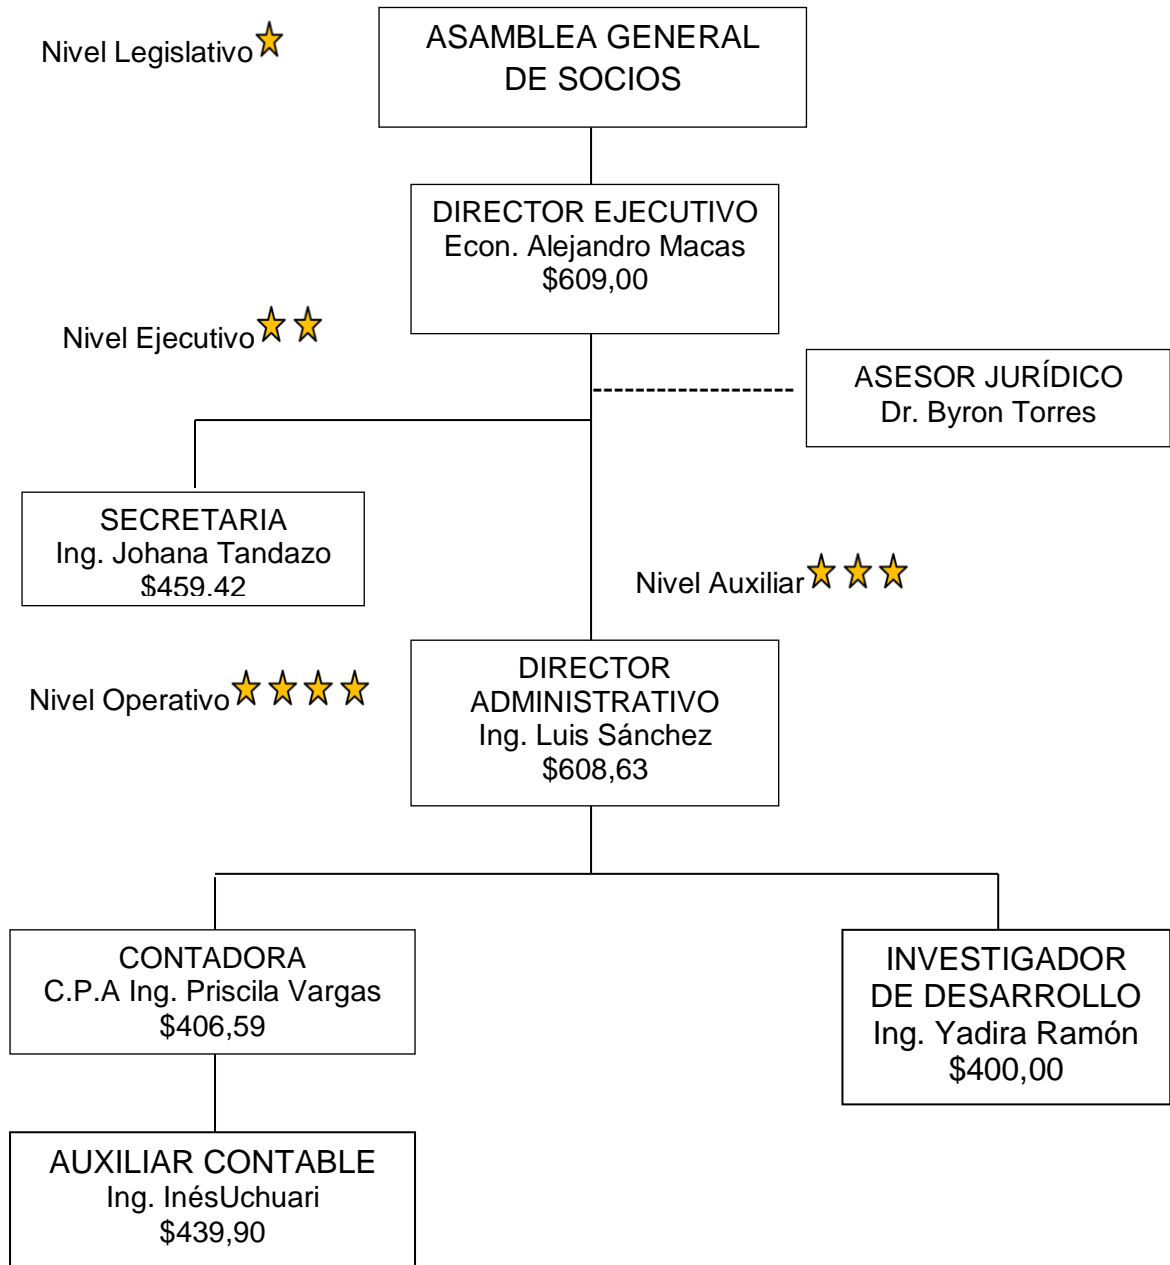 Nivel Legislativo
ASAMBLEA GENERAL
DE SOCIOS
DIRECTOR EJECUTIVO
Econ. Alejandro Macas
$609,00
Nivel Ejecutivo
ASESOR JURÍDICO
Dr. Byron Torres
SECRETARIA
Ing. Johana Tandazo
$459.42
Nivel Auxiliar
Nivel Operativo
DIRECTOR
ADMINISTRATIVO
Ing. Luis Sánchez
$608,63
CONTADORA
C.P.A Ing. Priscila Vargas
$406,59
INVESTIGADOR
DE DESARROLLO
Ing. Yadira Ramón
$400,00
AUXILIAR CONTABLE
Ing. InésUchuari
$439,90